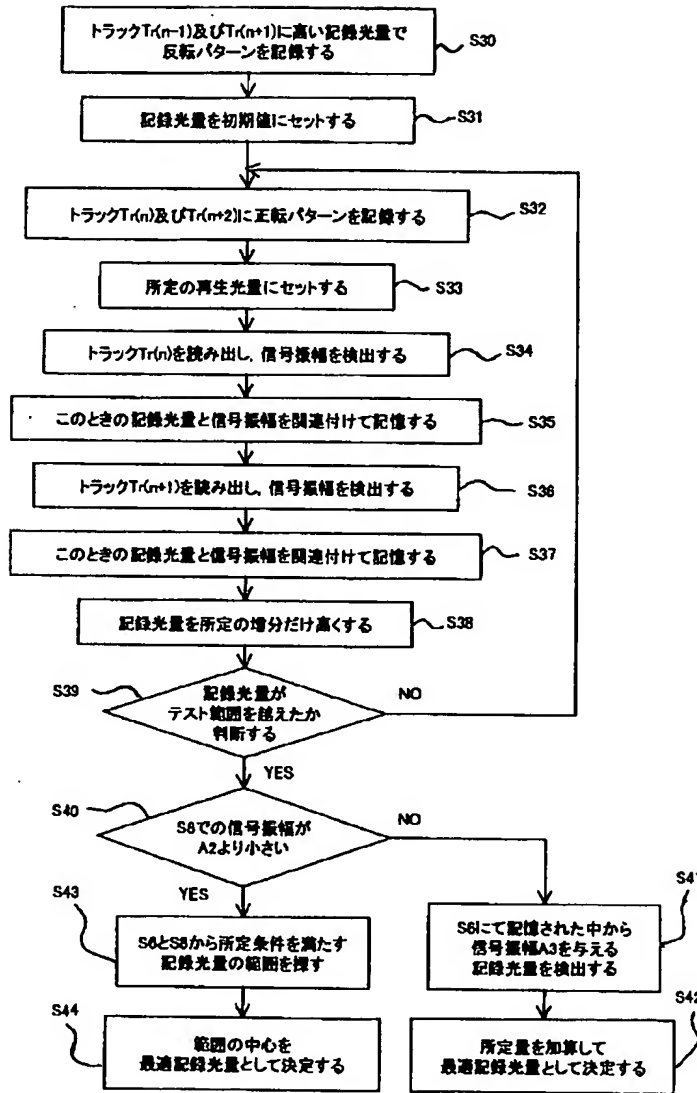 トラックTr(n-1)及びTr(n+1)に高い記録光量で
反転パターンを記録する
S30
記録光量を初期値にセットする
S31
トラックTr(n)及びTr(n+2)に正転パターンを記録する
S32
所定の再生光量にセットする
S33
トラックTr(n)を読み出し、信号振幅を検出する
S34
このときの記録光量と信号振幅を関連付けて記憶する
S35
トラックTr(n+1)を読み出し、信号振幅を検出する
S36
このときの記録光量と信号振幅を関連付けて記憶する
S37
記録光量を所定の増分だけ高くする
S38
S39
記録光量が
テスト範囲を越えたか
判断する
NO
YES
S40
S8での信号振幅が
A2より小さい
NO
YES
S43
S6とS8から所定条件を満たす
記録光量の範囲を探す
S41
S6にて記憶された中から
信号振幅A3を与える
記録光量を検出する
S44
範囲の中心を
最適記録光量として決定する
S42
所定量を加算して
最適記録光量として決定する